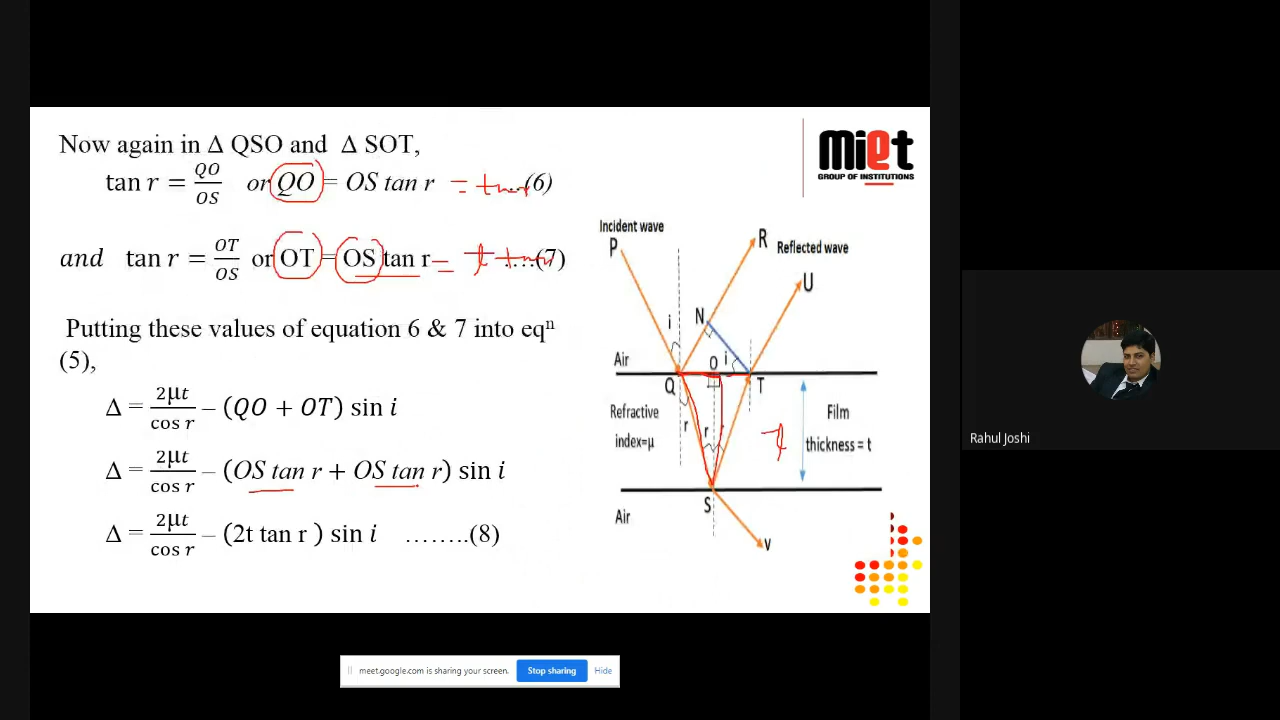 Now again in Δ QSO and Δ SOT,
tan r = QO/OS or QO = OS tan r = t tan r ...(6)
and tan r = OT/OS or OT = OS tan r = t tan r ....(7)
Putting these values of equation 6 & 7 into eqⁿ
(5),
Δ = 2μt/cos r – (QO + OT) sin i
Δ = 2μt/cos r – (OS tan r + OS tan r) sin i
Δ = 2μt/cos r – (2t tan r ) sin i ……..(8)
miet
GROUP OF INSTITUTIONS
Incident wave
P
R
Reflected wave
U
N
i
Air
O
i
Q
T
Refractive
index=μ
r
r
t
Film
thickness = t
S
Air
V
Rahul Joshi
meet.google.com is sharing your screen.
Stop sharing
Hide